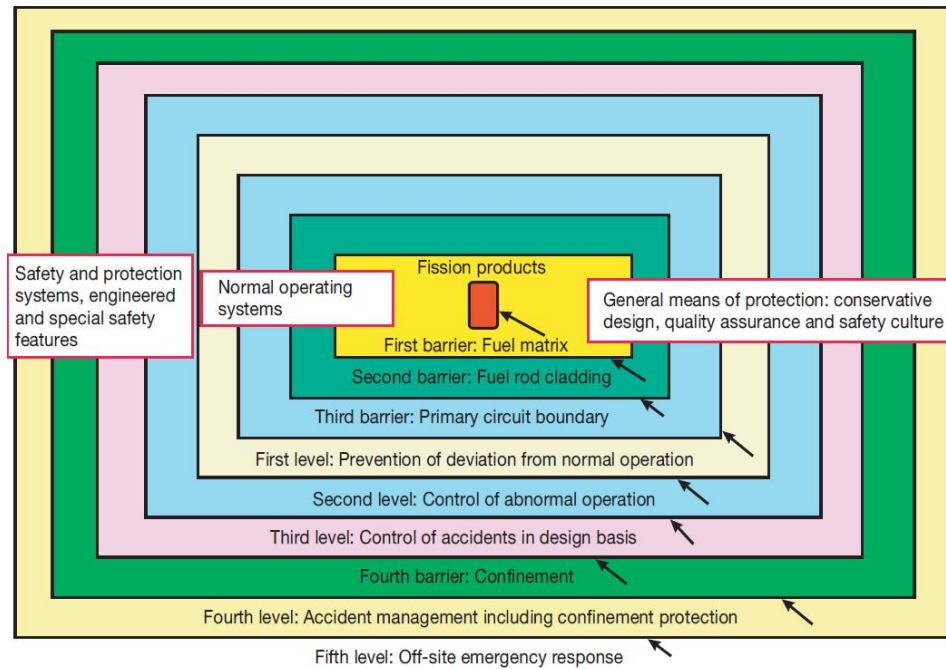 Safety and protection
systems, engineered
and special safety
features
Normal operating
systems
Fission products
General means of protection: conservative
design, quality assurance and safety culture
First barrier: Fuel matrix
Second barrier: Fuel rod cladding
Third barrier: Primary circuit boundary
First level: Prevention of deviation from normal operation
Second level: Control of abnormal operation
Third level: Control of accidents in design basis
Fourth barrier: Confinement
Fourth level: Accident management including confinement protection
Fifth level: Off-site emergency response